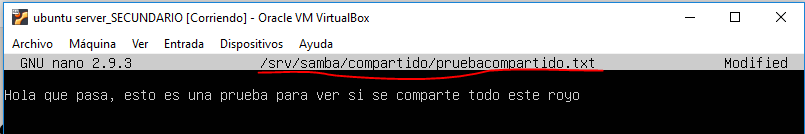 ubuntu server_SECUNDARIO [Corriendo] - Oracle VM VirtualBox
Archivo Máquina Ver Entrada Dispositivos Ayuda
GNU nano 2.9.3 /srv/samba/compartido/pruebacompartido.txt Modified
Hola que pasa, esto es una prueba para ver si se comparte todo este royo